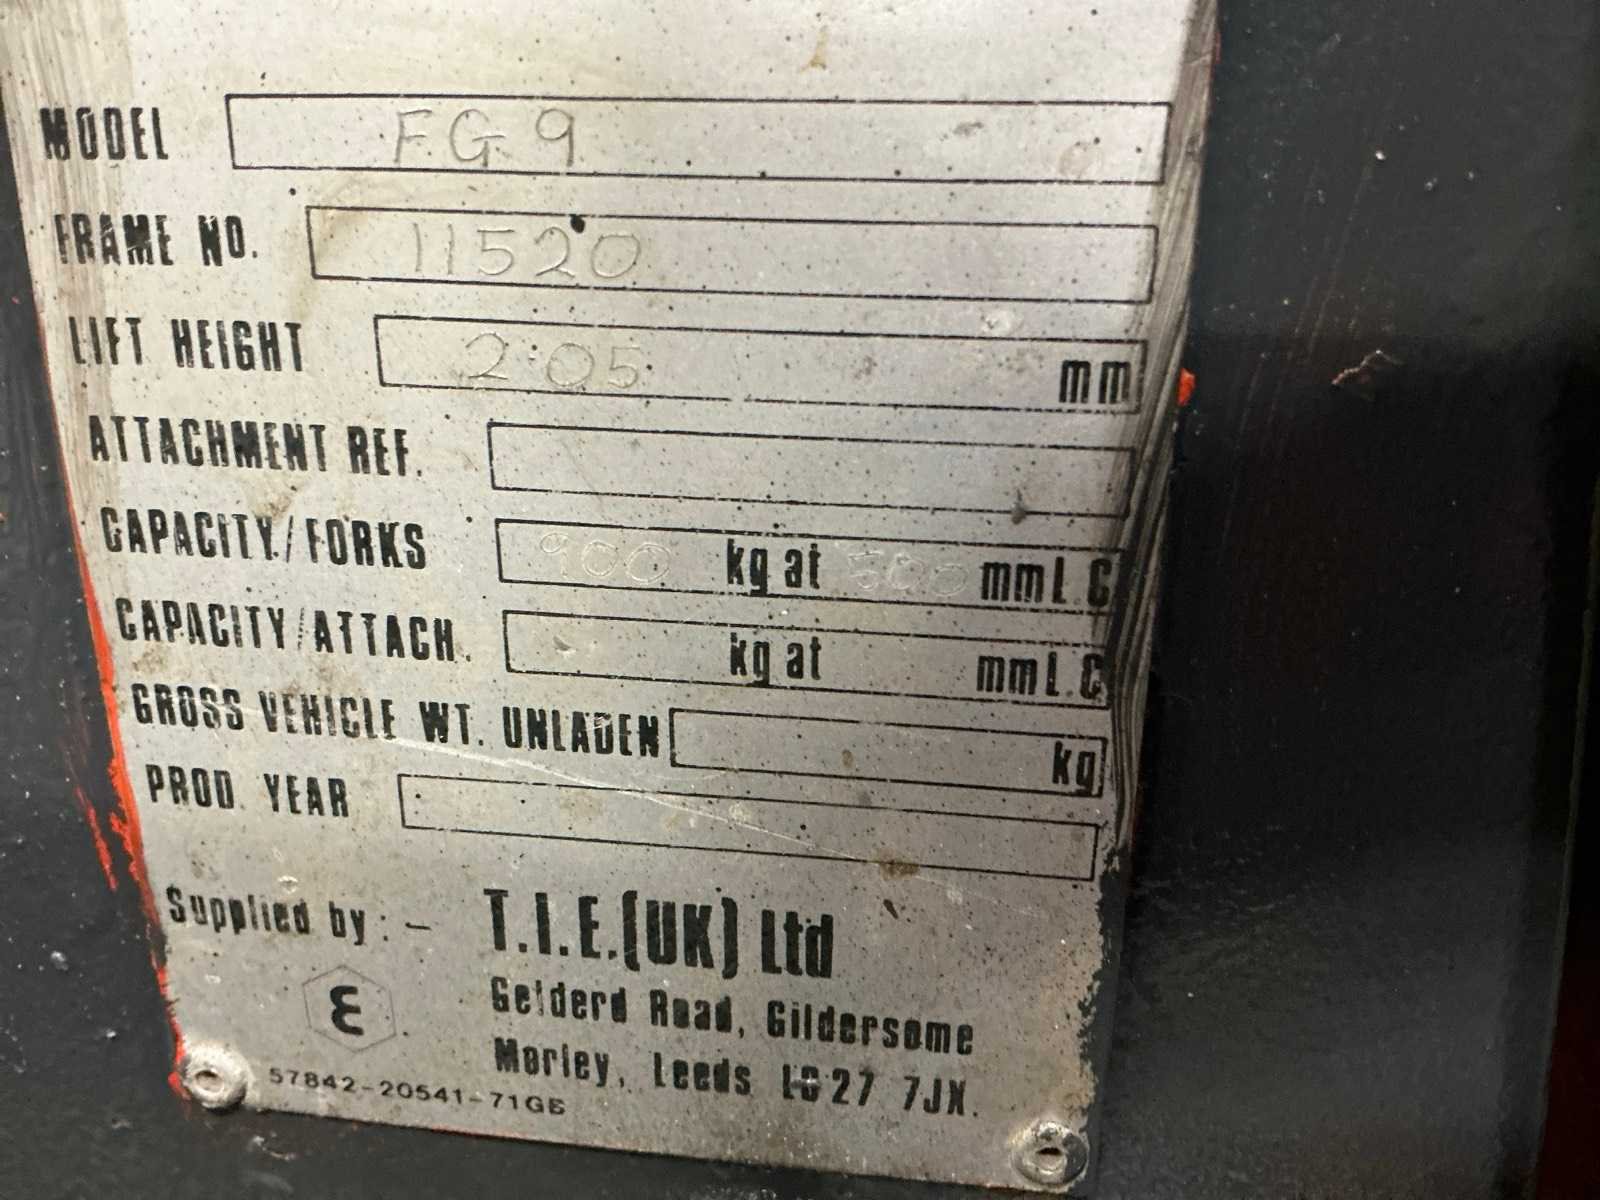 MODEL FG9
FRAME NO. 11520
LIFT HEIGHT 2.05 mm
ATTACHMENT REF.
CAPACITY/FORKS 900 kg at 500 mm L.C
CAPACITY/ATTACH. kg at mm L.C
GROSS VEHICLE WT. UNLADEN kg
PROD. YEAR
Supplied by:- T.I.E.(UK) Ltd
Gelderd Road, Gildersome
Morley, Leeds LS27 7JX.
57842-20541-71GB